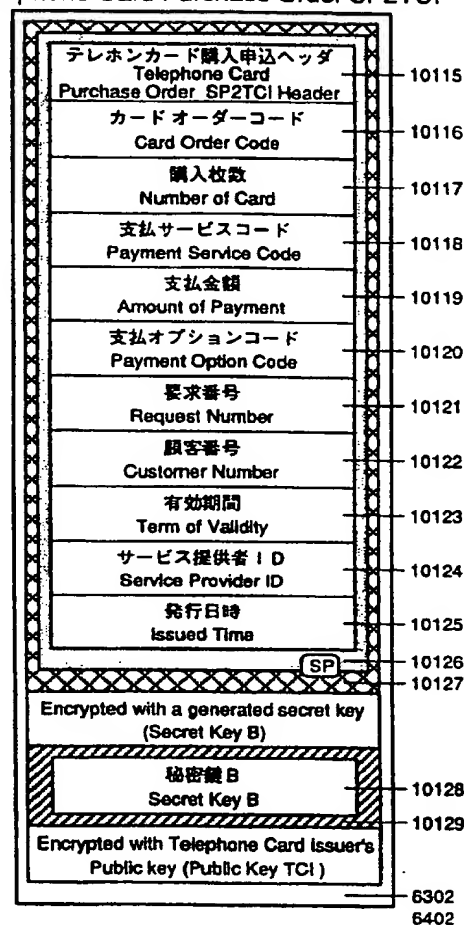 phone Card Purchase Order SP2TCI
テレホンカード購入申込ヘッダ
Telephone Card
Purchase Order SP2TCI Header
10115
カード オーダーコード
Card Order Code
10116
購入枚数
Number of Card
10117
支払サービスコード
Payment Service Code
10118
支払金額
Amount of Payment
10119
支払オプションコード
Payment Option Code
10120
要求番号
Request Number
10121
顧客番号
Customer Number
10122
有効期間
Term of Validity
10123
サービス提供者 I D
Service Provider ID
10124
発行日時
Issued Time
10125
SP
10126
10127
Encrypted with a generated secret key
(Secret Key B)
秘密鍵 B
Secret Key B
10128
10129
Encrypted with Telephone Card Issuer's
Public key (Public Key TCI )
6302
6402